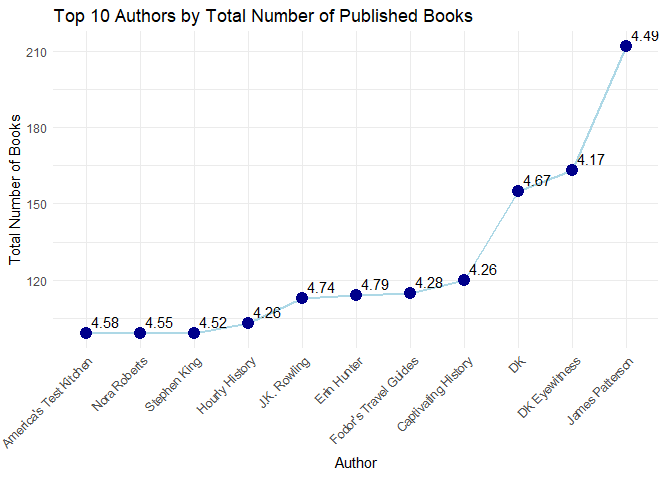 Top 10 Authors by Total Number of Published Books
Total Number of Books
210
180
150
120
4.58
4.55
4.52
4.26
4.74
4.79
4.28
4.26
4.67
4.17
4.49
America's Test Kitchen
Nora Roberts
Stephen King
Hourly History
J.K. Rowling
Erin Hunter
Fodor's Travel Guides
Captivating History
DK
DK Eyewitness
James Patterson
Author